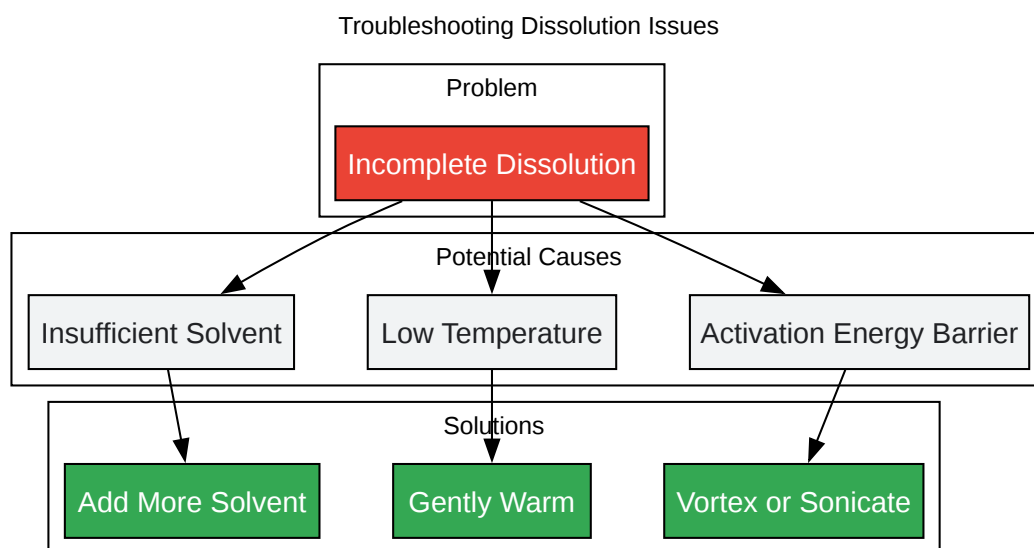 Troubleshooting Dissolution Issues
Problem
Incomplete Dissolution
Potential Causes
Insufficient Solvent
Low Temperature
Activation Energy Barrier
Solutions
Add More Solvent
Gently Warm
Vortex or Sonicate